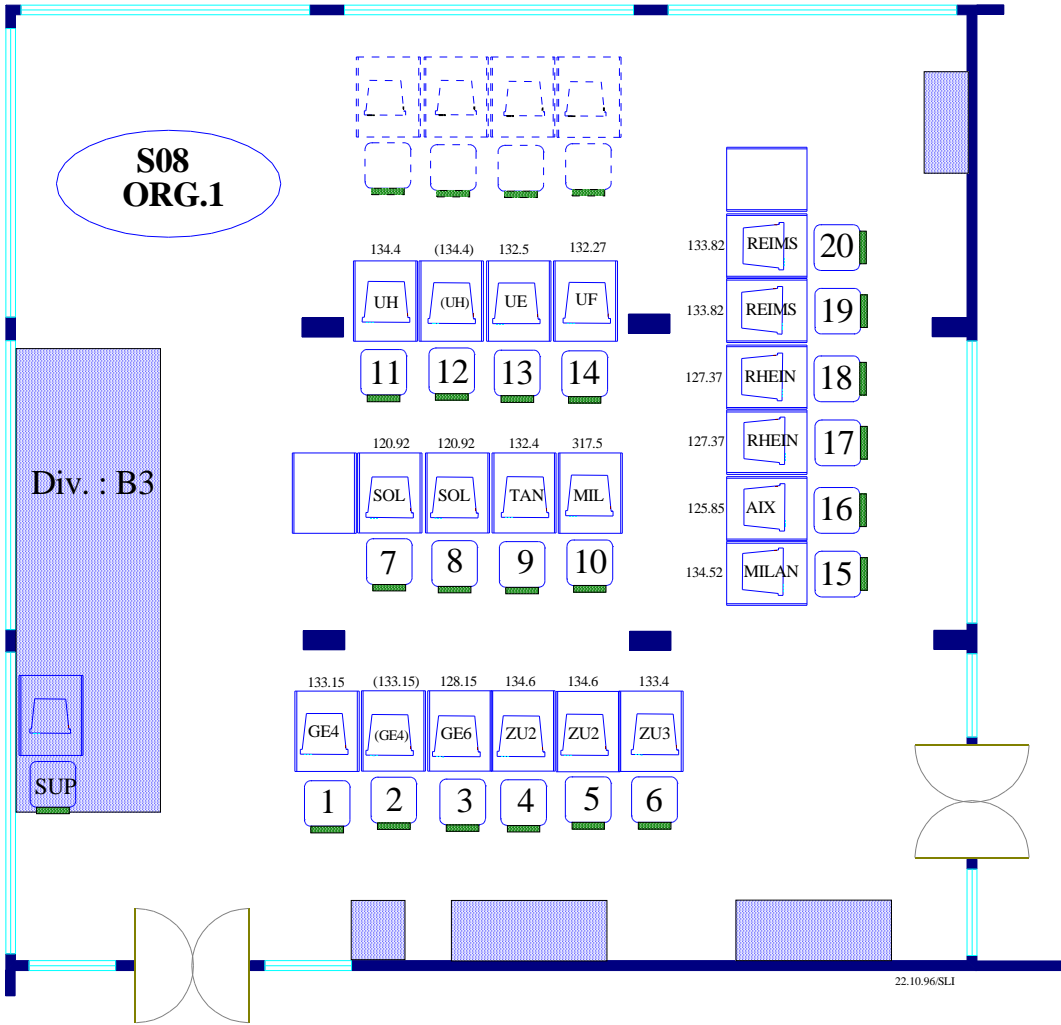 S08
ORG.1
134.4 (134.4) 132.5 132.27
UH (UH) UE UF
11 12 13 14
133.82 REIMS 20
133.82 REIMS 19
127.37 RHEIN 18
127.37 RHEIN 17
125.85 AIX 16
134.52 MILAN 15
120.92 120.92 132.4 317.5
SOL SOL TAN MIL
7 8 9 10
Div. : B3
133.15 (133.15) 128.15 134.6 134.6 133.4
GE4 (GE4) GE6 ZU2 ZU2 ZU3
1 2 3 4 5 6
SUP
22.10.96/SLI